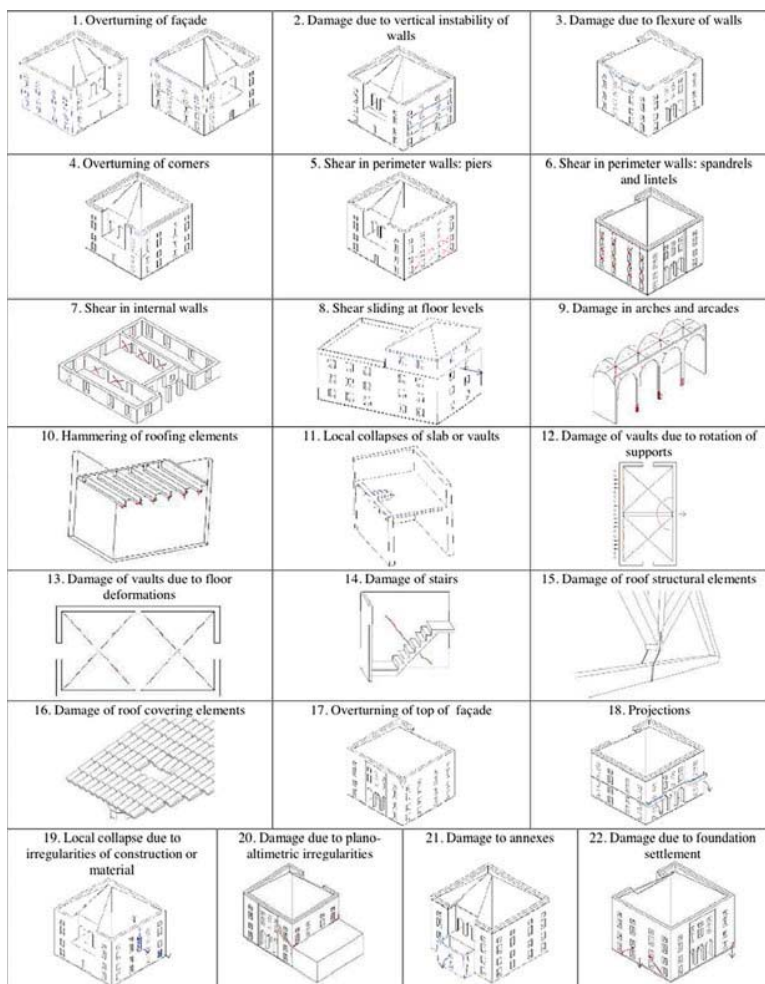 1. Overturning of façade
2. Damage due to vertical instability of
walls
3. Damage due to flexure of walls
4. Overturning of corners
5. Shear in perimeter walls: piers
6. Shear in perimeter walls: spandrels
and lintels
7. Shear in internal walls
8. Shear sliding at floor levels
9. Damage in arches and arcades
10. Hammering of roofing elements
11. Local collapses of slab or vaults
12. Damage of vaults due to rotation of
supports
13. Damage of vaults due to floor
deformations
14. Damage of stairs
15. Damage of roof structural elements
16. Damage of roof covering elements
17. Overturning of top of façade
18. Projections
19. Local collapse due to
irregularities of construction or
material
20. Damage due to plano-
altimetric irregularities
21. Damage to annexes
22. Damage due to foundation
settlement